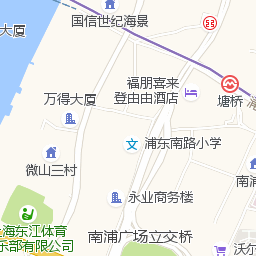 国信世纪海景
大厦
福朋喜来
登由由酒店
塘桥
万得大厦
浦东南路小学
微山三村
南浦
永业商务楼
上海东江体育
乐部有限公司
南浦广场立交桥
沃尔